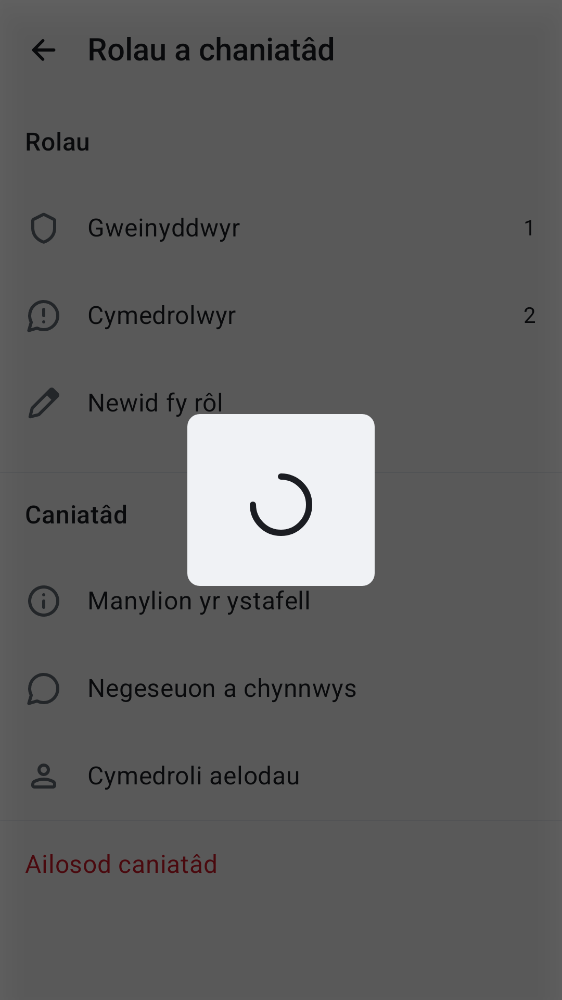 Rolau a chaniatâd
Rolau
Gweinyddwyr 1
Cymedrolwyr 2
Newid fy rôl
Caniatâd
Manylion yr ystafell
Negeseuon a chynnwys
Cymedroli aelodau
Ailosod caniatâd